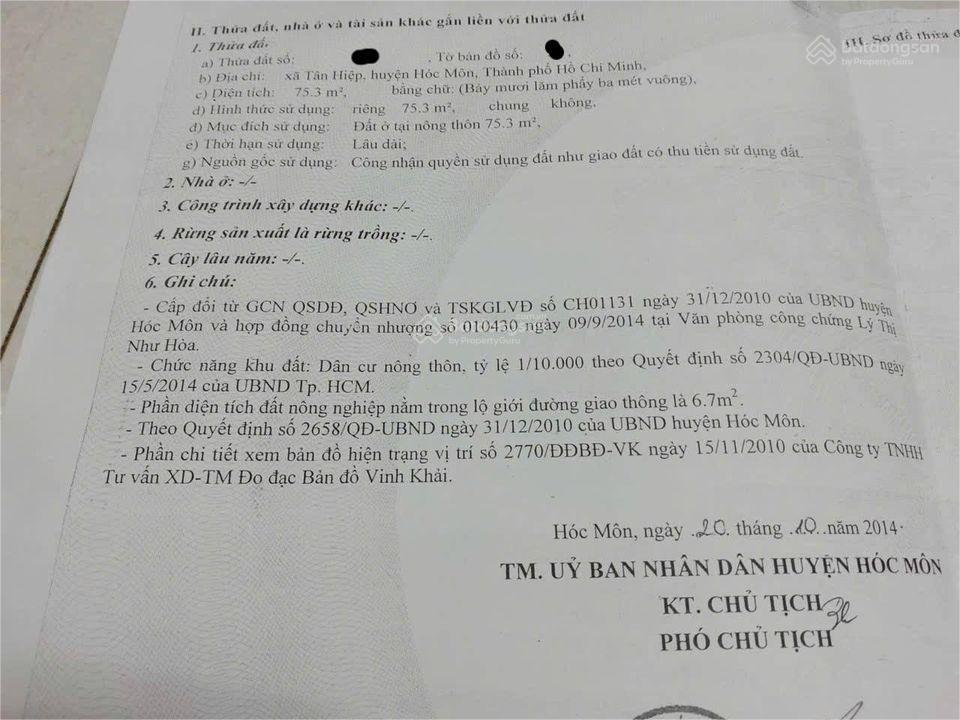 II. Thửa đất, nhà ở và tài sản khác gắn liền với thửa đất
1. Thửa đất
a) Thửa đất số: , Tờ bản đồ số: ,
b) Địa chỉ: xã Tân Hiệp, huyện Hóc Môn, Thành phố Hồ Chí Minh,
c) Diện tích: 75.3 m², bằng chữ: (Bảy mươi lăm phẩy ba mét vuông),
d) Hình thức sử dụng: riêng 75.3 m², chung không,
đ) Mục đích sử dụng: Đất ở tại nông thôn 75.3 m²,
e) Thời hạn sử dụng: Lâu dài;
g) Nguồn gốc sử dụng: Công nhận quyền sử dụng đất như giao đất có thu tiền sử dụng đất.
2. Nhà ở: -/-
3. Công trình xây dựng khác: -/-.
4. Rừng sản xuất là rừng trồng: -/-.
5. Cây lâu năm: -/-.
6. Ghi chú:
- Cấp đổi từ GCN QSDĐ, QSHNƠ và TSKGLVĐ số CH01131 ngày 31/12/2010 của UBND huyện
Hóc Môn và hợp đồng chuyển nhượng số 010430 ngày 09/9/2014 tại Văn phòng công chứng Lý Thị
Như Hòa.
- Chức năng khu đất: Dân cư nông thôn, tỷ lệ 1/10.000 theo Quyết định số 2304/QĐ-UBND ngày
15/5/2014 của UBND Tp. HCM.
- Phần diện tích đất nông nghiệp nằm trong lộ giới đường giao thông là 6.7m².
- Theo Quyết định số 2658/QĐ-UBND ngày 31/12/2010 của UBND huyện Hóc Môn.
- Phần chi tiết xem bản đồ hiện trạng vị trí số 2770/ĐĐBĐ-VK ngày 15/11/2010 của Công ty TNHH
Tư vấn XD-TM Đo đạc Bản đồ Vinh Khải.
Hóc Môn, ngày 20 tháng 10 năm 2014
TM. UỶ BAN NHÂN DÂN HUYỆN HÓC MÔN
KT. CHỦ TỊCH
PHÓ CHỦ TỊCH
III. Sơ đồ thửa đ
Batdongsan
by PropertyGuru
by PropertyGuru